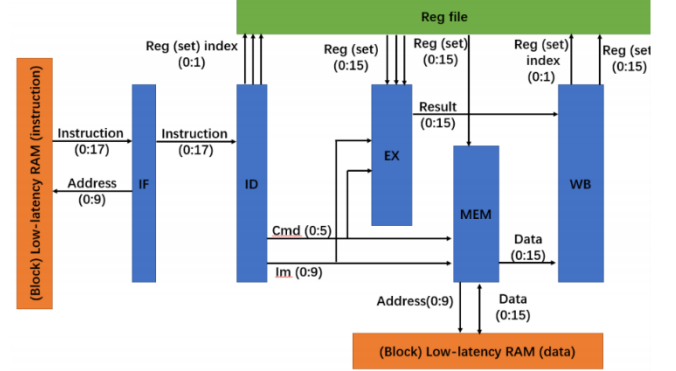 Reg file
Reg (set) index
(0:1)
Reg (set)
(0:15)
Reg (set)
(0:15)
Reg (set)
index
(0:1)
Reg (set
(0:15)
(Block) Low-latency RAM (instruction)
Instruction
(0:17)
Address
(0:9)
IF
Instruction
(0:17)
ID
EX
Result
(0:15)
MEM
WB
Cmd (0:5)
Im (0:9)
Data
(0:15)
Address(0:9)
Data
(0:15)
(Block) Low-latency RAM (data)